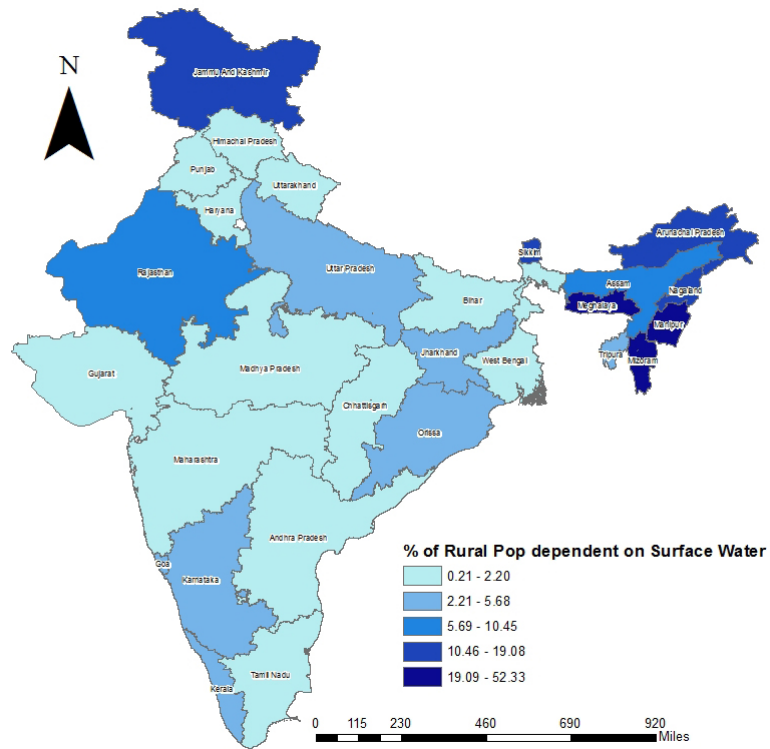 N
Jammu And Kashmir
Himachal Pradesh
Punjab
Uttarakhand
Haryana
Sikkim
Arunachal Pradesh
Rajasthan
Uttar Pradesh
Assam
Nagaland
Bihar
Meghalaya
Manipur
Jharkhand
Tripura
Mizoram
West Bengal
Gujarat
Madhya Pradesh
Chhattisgarh
Orissa
Maharashtra
Andhra Pradesh
Goa
Karnataka
Kerala
Tamil Nadu
% of Rural Pop dependent on Surface Water
0.21 - 2.20
2.21 - 5.68
5.69 - 10.45
10.46 - 19.08
19.09 - 52.33
0 115 230 460 690 920
Miles